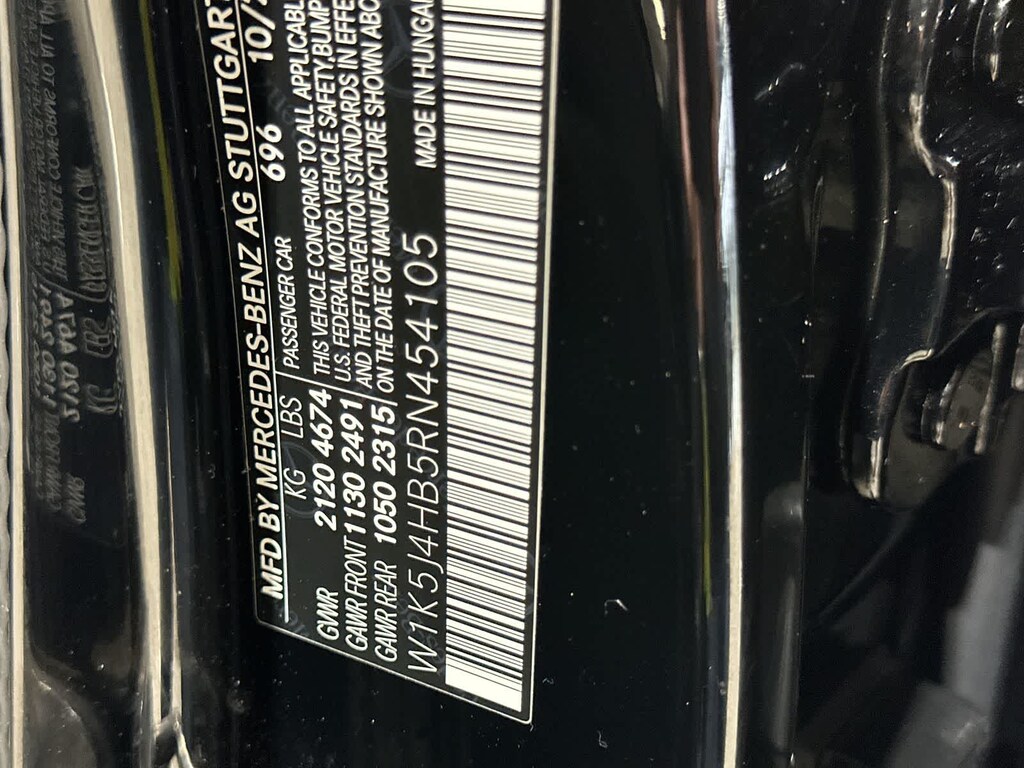 MFD BY MERCEDES-BENZ AG STUTTGART
696 10/
KG LBS PASSENGER CAR
GVWR 2120 4674 THIS VEHICLE CONFORMS TO ALL APPLICABLE
GAWR FRONT 1130 2491 U.S. FEDERAL MOTOR VEHICLE SAFETY, BUMP
GAWR REAR 1050 2315 AND THEFT PREVENTION STANDARDS IN EFFE
ON THE DATE OF MANUFACTURE SHOWN ABO
W1K5J4HB5RN454105 MADE IN HUNGA